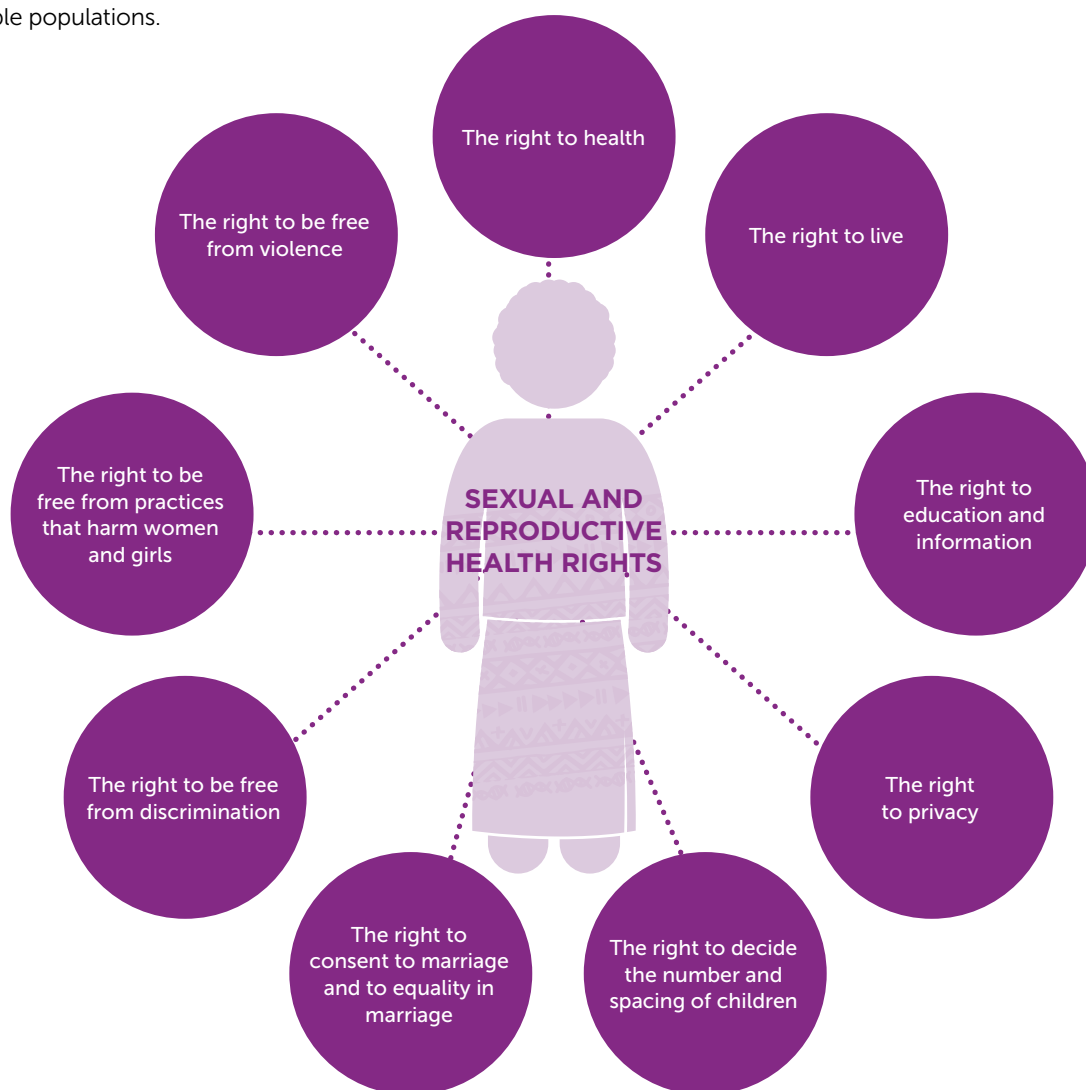 ble populations.
The right to health
The right to live
The right to
education and
information
The right
to privacy
The right to decide
the number and
spacing of children
The right to
consent to marriage
and to equality in
marriage
The right to be free
from discrimination
The right to be
free from practices
that harm women
and girls
The right to be free
from violence
SEXUAL AND
REPRODUCTIVE
HEALTH RIGHTS